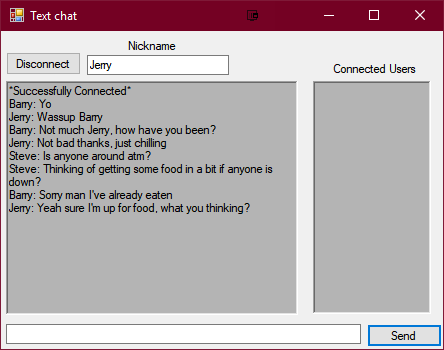 Text chat
Nickname
Disconnect
Jerry
Connected Users
*Successfully Connected*
Barry: Yo
Jerry: Wassup Barry
Barry: Not much Jerry, how have you been?
Jerry: Not bad thanks, just chilling
Steve: Is anyone around atm?
Steve: Thinking of getting some food in a bit if anyone is
down?
Barry: Sorry man I've already eaten
Jerry: Yeah sure I'm up for food, what you thinking?
Send